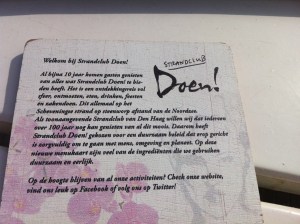 STRANDCLUB
Doen!
Welkom bij Strandclub Doen!
Al bijna 10 jaar komen gasten genieten
van alles wat Strandclub Doen! te bie-
den heeft. Het is een ontdekkingsreis vol
sfeer, ontmoeten, eten, drinken, feesten
en zakendoen. Dit allemaal op het
Scheveningse strand op steenworp afstand van de Noordzee.
Als toonaangevende Strandclub van Den Haag willen wij dat iedereen
over 100 jaar nog kan genieten van al dit moois. Daarom heeft
Strandclub Doen! gekozen voor een duurzaam beleid dat erop gericht
is zorgvuldig om te gaan met mens, omgeving en planeet. Op deze
nieuwe menukaart zijn veel van de ingrediënten die we gebruiken
duurzaam en eerlijk.
Op de hoogte blijven van al onze activiteiten? Check onze website,
vind ons leuk op Facebook of volg ons op Twitter!